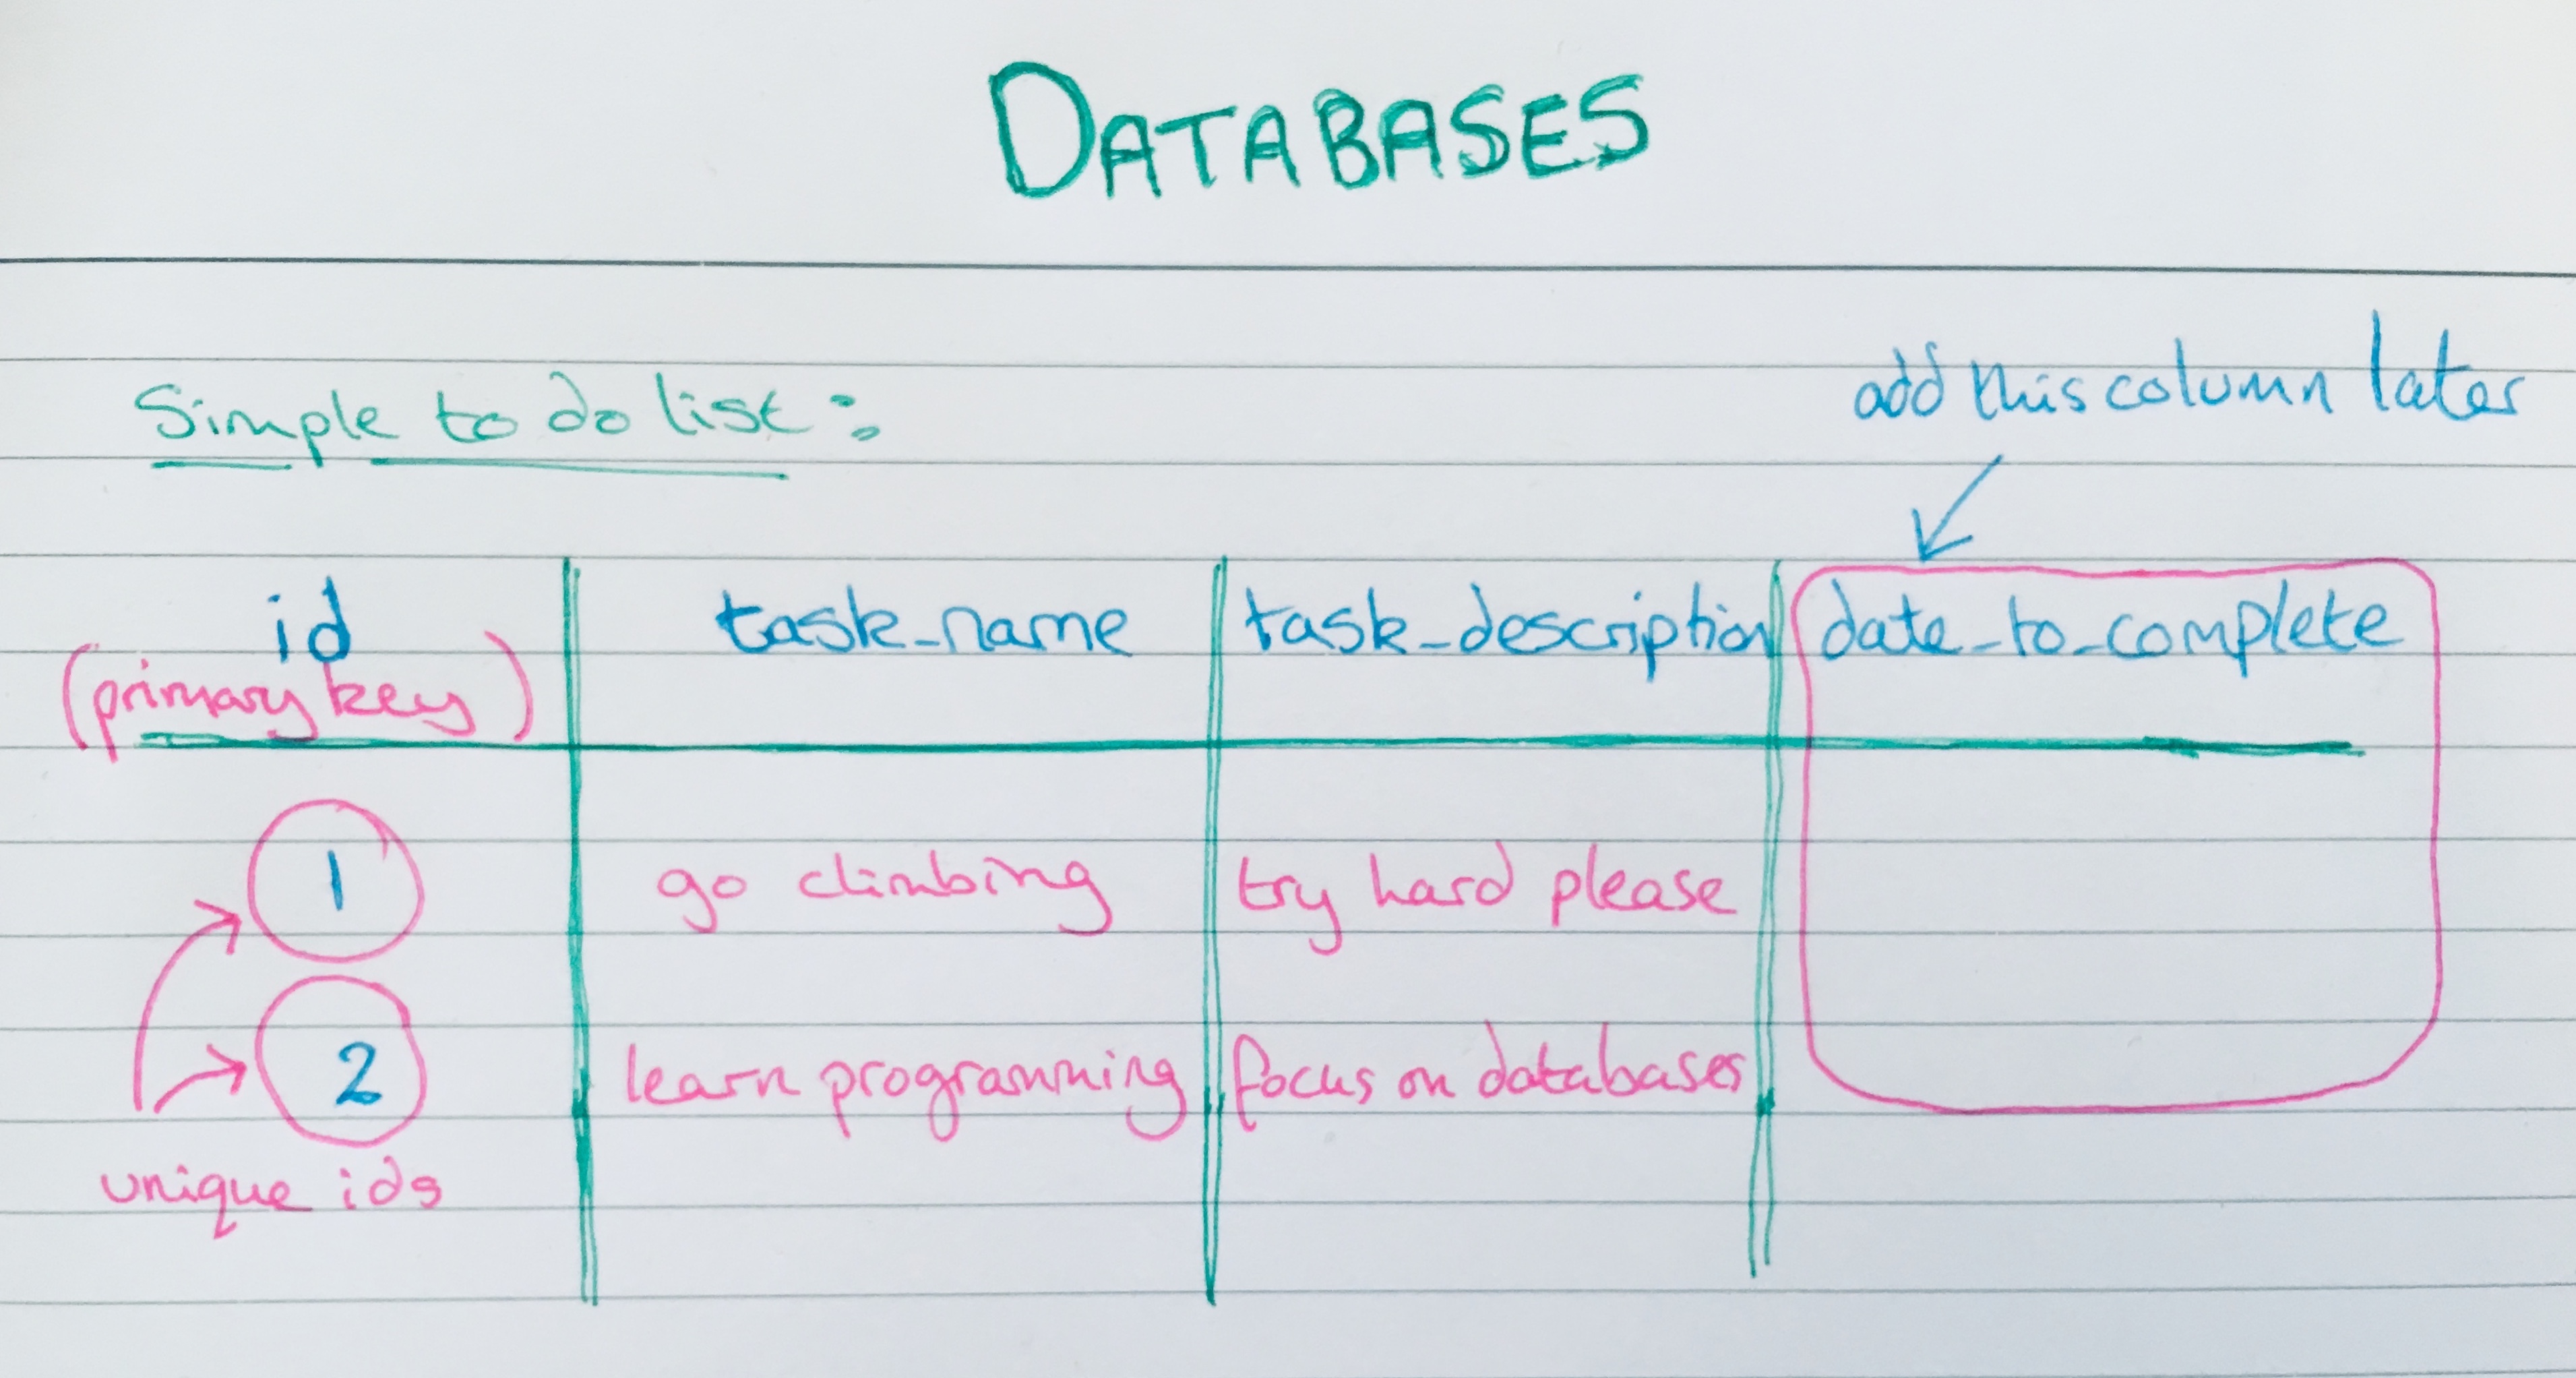 DATABASES
Simple to do list:
add this column later
id task_name task_description date_to_complete
(primary key)
1 go climbing try hard please
2 learn programming focus on databases
unique ids